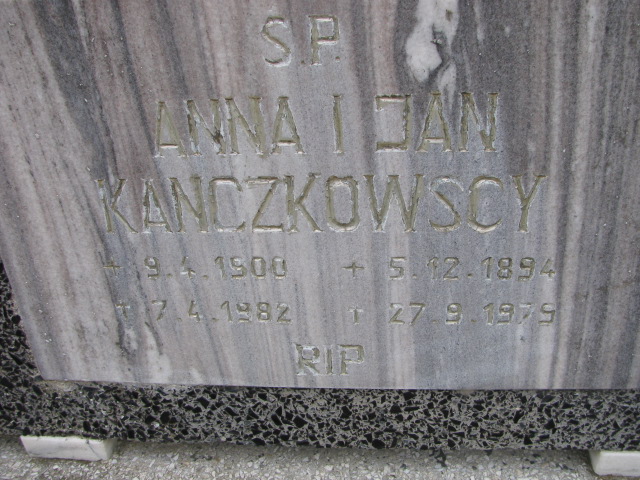 S.P.
ANNA I JAN
KANCZKOWSCY
+ 9.4.1900 + 5.12.1894
+ 7.4.1982 + 27.9.1979
RIP